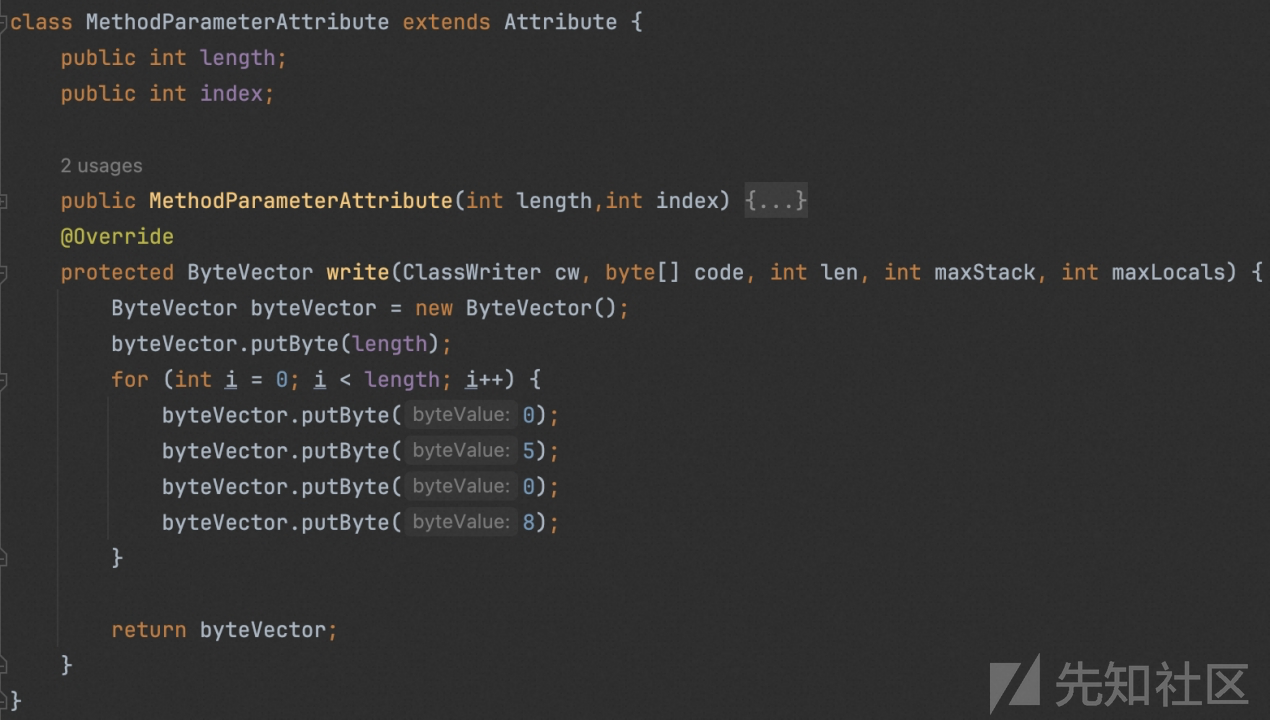 class MethodParameterAttribute extends Attribute {
public int length;
public int index;
2 usages
public MethodParameterAttribute(int length,int index) {...}
@Override
protected ByteVector write(ClassWriter cw, byte[] code, int len, int maxStack, int maxLocals) {
ByteVector byteVector = new ByteVector();
byteVector.putByte(length);
for (int i = 0; i < length; i++) {
byteVector.putByte( byteValue: 0);
byteVector.putByte( byteValue: 5);
byteVector.putByte( byteValue: 0);
byteVector.putByte( byteValue: 8);
}
return byteVector;
}
}
先知社区